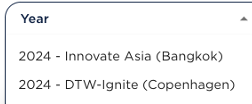 Year
2024 - Innovate Asia (Bangkok)
2024 - DTW-Ignite (Copenhagen)